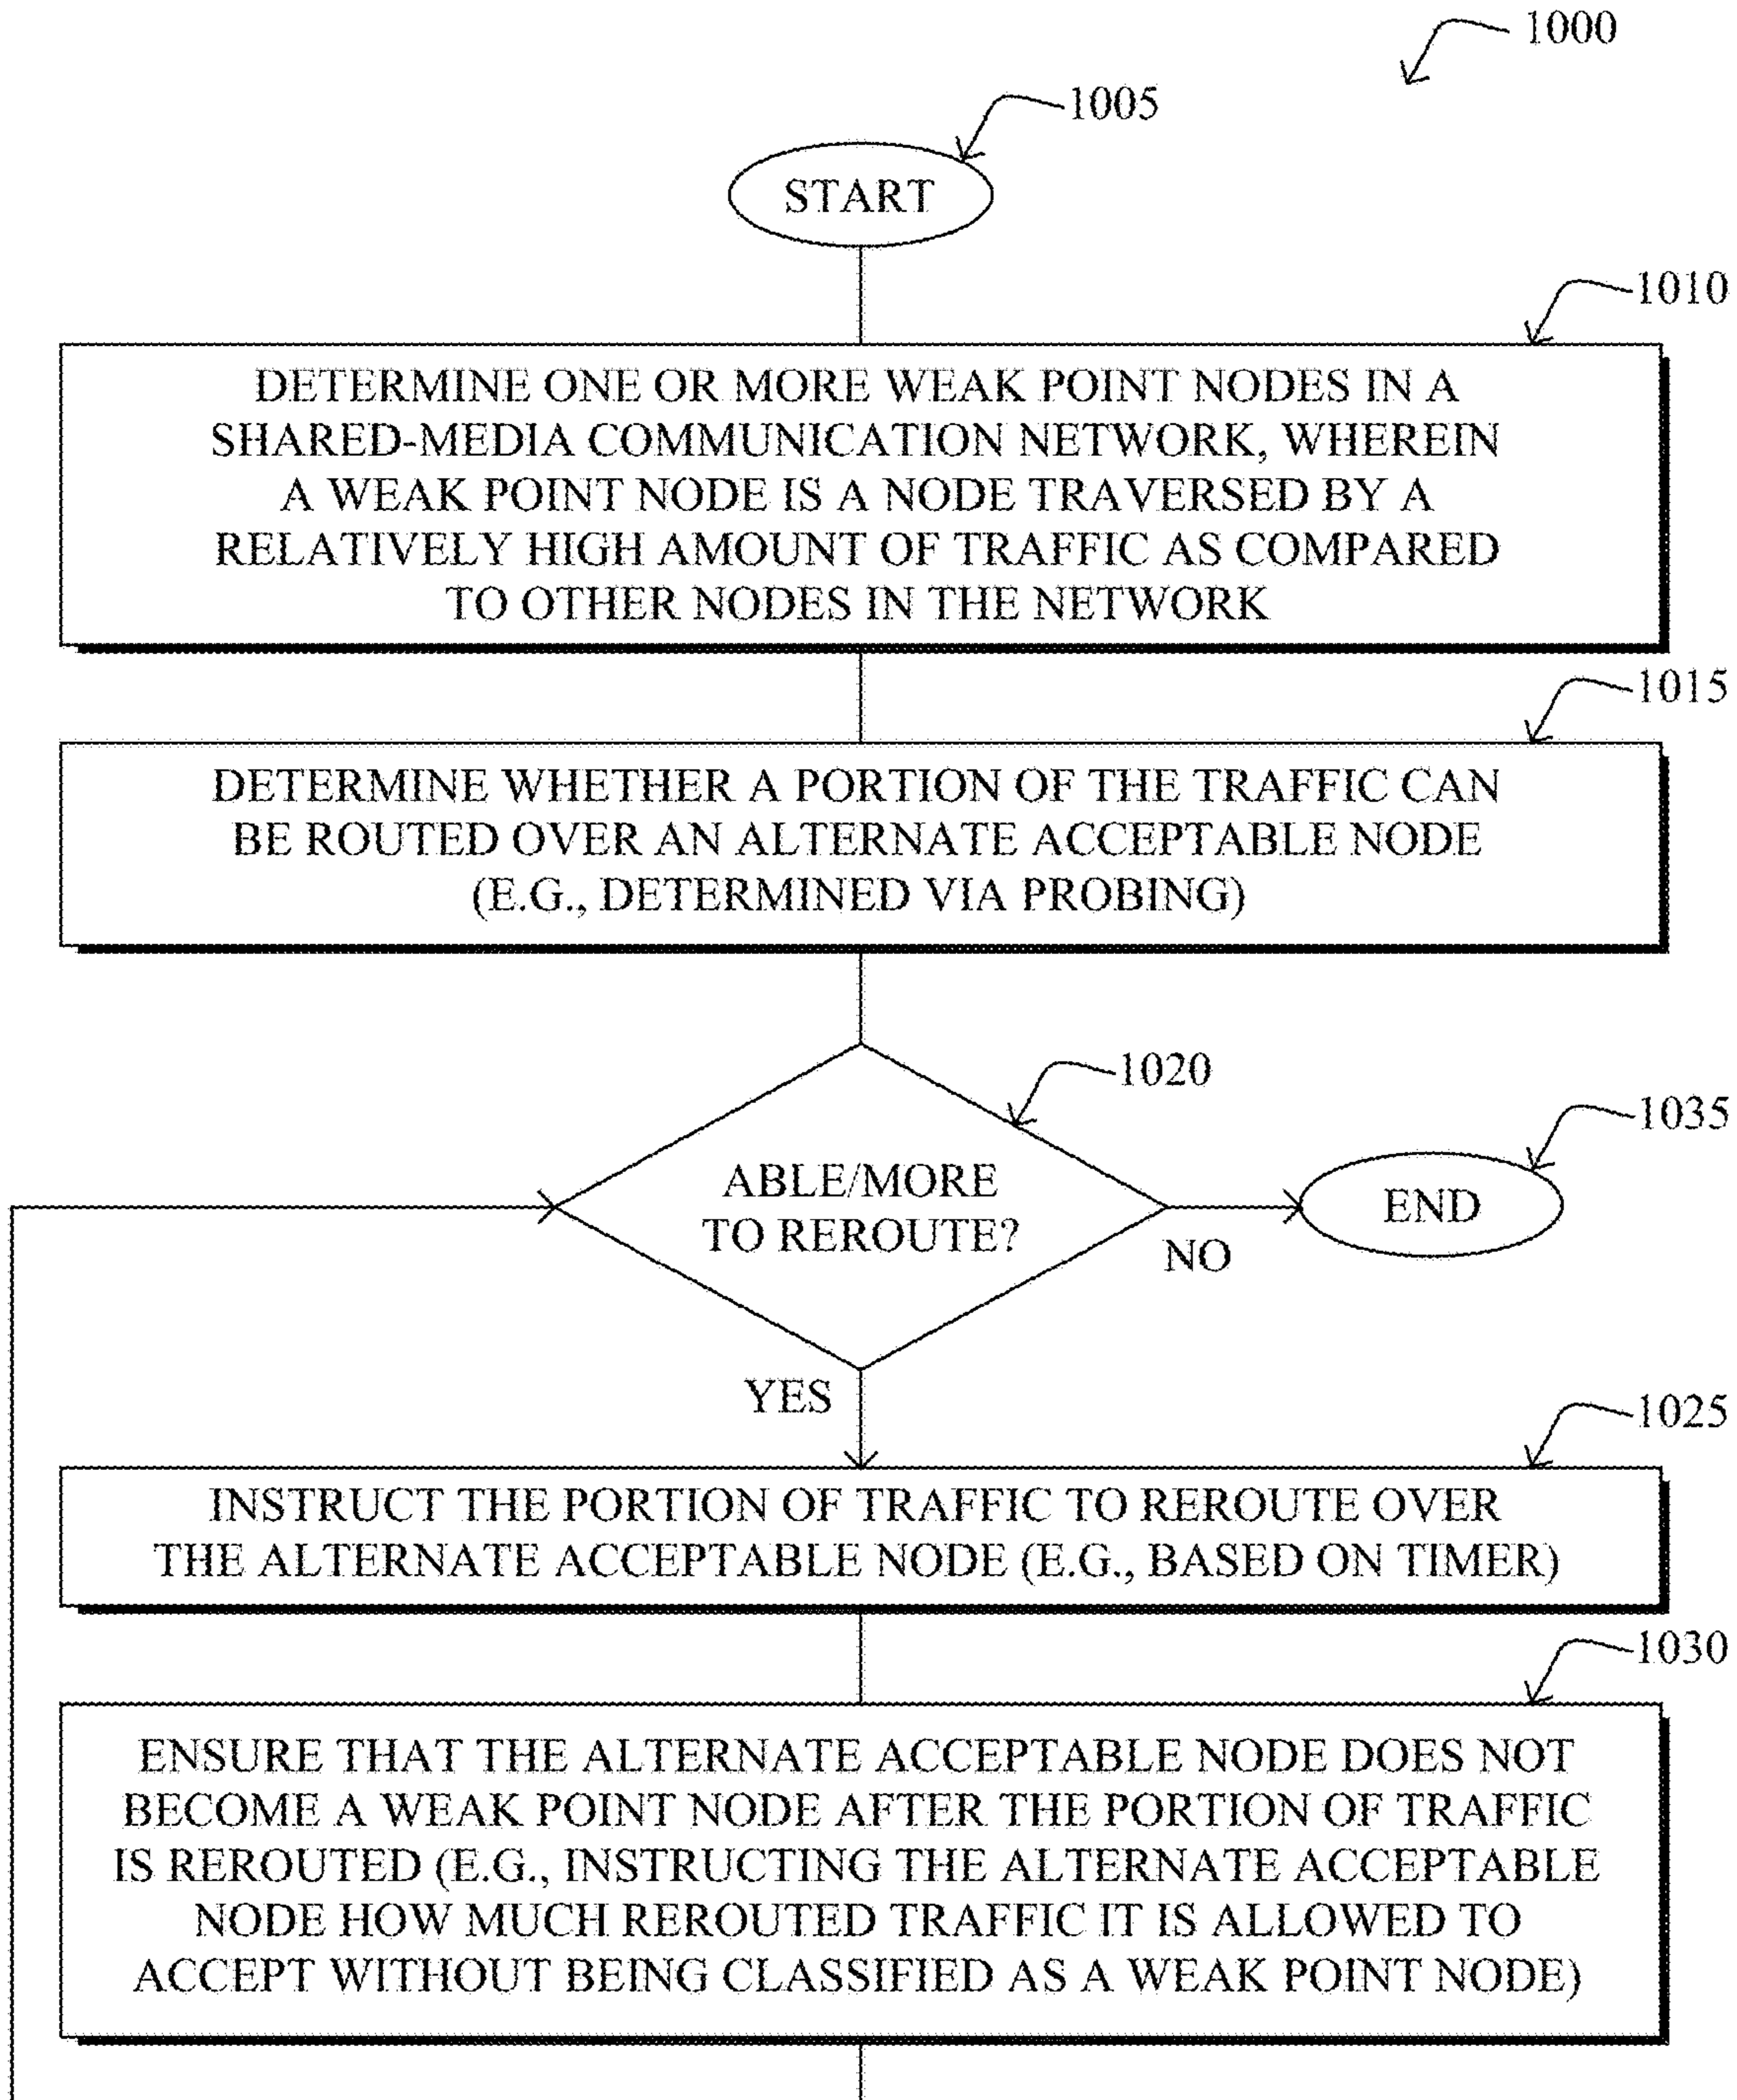 1000
1005
START
1010
DETERMINE ONE OR MORE WEAK POINT NODES IN A
SHARED-MEDIA COMMUNICATION NETWORK, WHEREIN
A WEAK POINT NODE IS A NODE TRAVERSED BY A
RELATIVELY HIGH AMOUNT OF TRAFFIC AS COMPARED
TO OTHER NODES IN THE NETWORK
1015
DETERMINE WHETHER A PORTION OF THE TRAFFIC CAN
BE ROUTED OVER AN ALTERNATE ACCEPTABLE NODE
(E.G., DETERMINED VIA PROBING)
1020
ABLE/MORE
TO REROUTE?
1035
END
NO
YES
1025
INSTRUCT THE PORTION OF TRAFFIC TO REROUTE OVER
THE ALTERNATE ACCEPTABLE NODE (E.G., BASED ON TIMER)
1030
ENSURE THAT THE ALTERNATE ACCEPTABLE NODE DOES NOT
BECOME A WEAK POINT NODE AFTER THE PORTION OF TRAFFIC
IS REROUTED (E.G., INSTRUCTING THE ALTERNATE ACCEPTABLE
NODE HOW MUCH REROUTED TRAFFIC IT IS ALLOWED TO
ACCEPT WITHOUT BEING CLASSIFIED AS A WEAK POINT NODE)